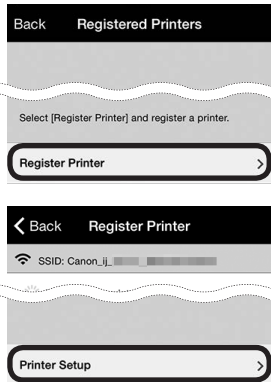 Back Registered Printers
Select [Register Printer] and register a printer.
Register Printer
Back Register Printer
SSID: Canon_ij_
Printer Setup